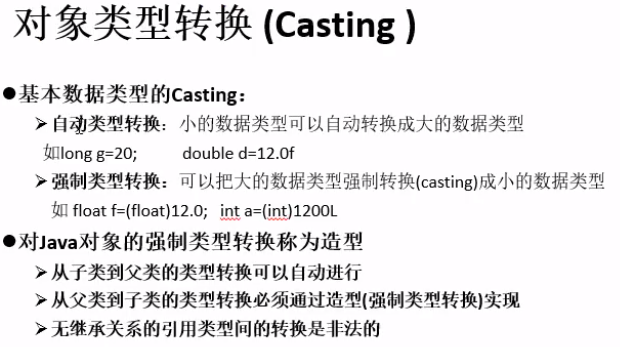 对象类型转换 (Casting )
●基本数据类型的Casting：
➢自动类型转换：小的数据类型可以自动转换成大的数据类型
如long g=20; double d=12.0f
➢强制类型转换：可以把大的数据类型强制转换(casting)成小的数据类型
如 float f=(float)12.0; int a=(int)1200L
●对Java对象的强制类型转换称为造型
➢从子类到父类的类型转换可以自动进行
➢从父类到子类的类型转换必须通过造型(强制类型转换)实现
➢无继承关系的引用类型间的转换是非法的